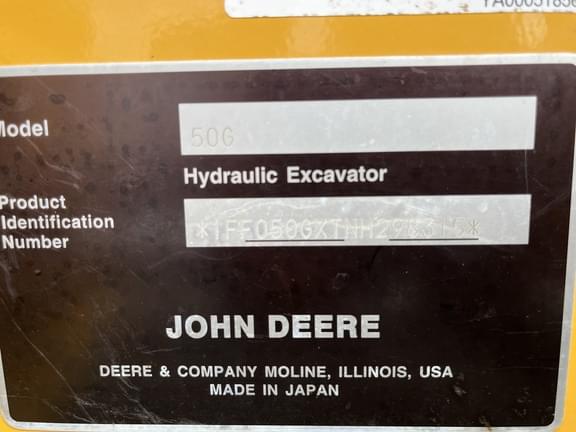 Model
50G
Hydraulic Excavator
Product
Identification
Number
JOHN DEERE
DEERE & COMPANY MOLINE, ILLINOIS, USA
MADE IN JAPAN